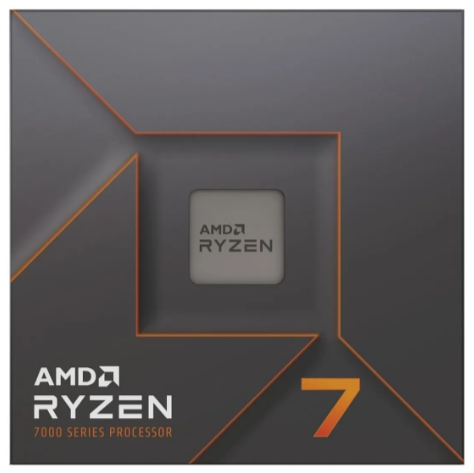 AMD
RYZEN
AMD
RYZEN
7000 SERIES PROCESSOR
7